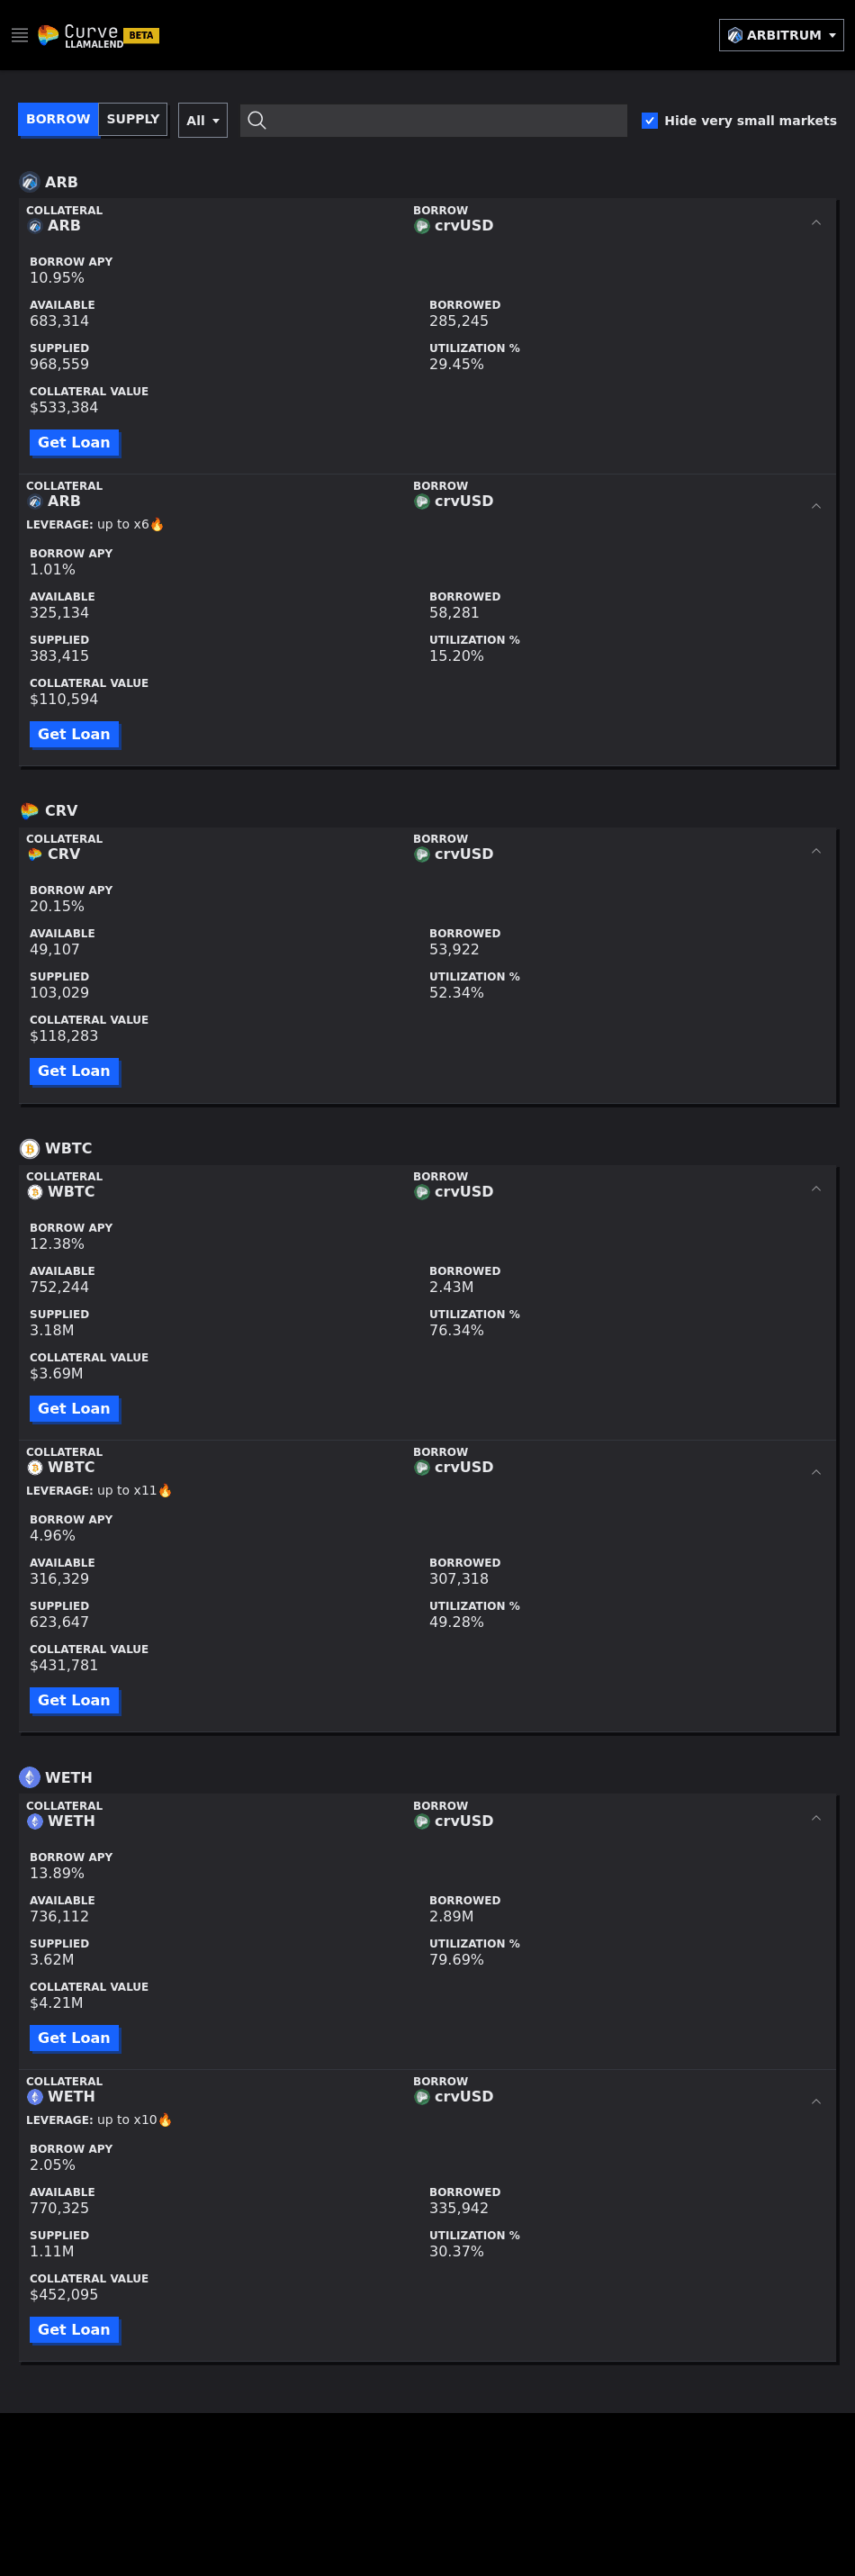 Curve
LLAMALEND BETA
ARBITRUM
BORROW SUPPLY All Hide very small markets
ARB
COLLATERAL BORROW
ARB crvUSD
BORROW APY
10.95%
AVAILABLE BORROWED
683,314 285,245
SUPPLIED UTILIZATION %
968,559 29.45%
COLLATERAL VALUE
$533,384
Get Loan
COLLATERAL BORROW
ARB crvUSD
LEVERAGE: up to x6🔥
BORROW APY
1.01%
AVAILABLE BORROWED
325,134 58,281
SUPPLIED UTILIZATION %
383,415 15.20%
COLLATERAL VALUE
$110,594
Get Loan
CRV
COLLATERAL BORROW
CRV crvUSD
BORROW APY
20.15%
AVAILABLE BORROWED
49,107 53,922
SUPPLIED UTILIZATION %
103,029 52.34%
COLLATERAL VALUE
$118,283
Get Loan
WBTC
COLLATERAL BORROW
WBTC crvUSD
BORROW APY
12.38%
AVAILABLE BORROWED
752,244 2.43M
SUPPLIED UTILIZATION %
3.18M 76.34%
COLLATERAL VALUE
$3.69M
Get Loan
COLLATERAL BORROW
WBTC crvUSD
LEVERAGE: up to x11🔥
BORROW APY
4.96%
AVAILABLE BORROWED
316,329 307,318
SUPPLIED UTILIZATION %
623,647 49.28%
COLLATERAL VALUE
$431,781
Get Loan
WETH
COLLATERAL BORROW
WETH crvUSD
BORROW APY
13.89%
AVAILABLE BORROWED
736,112 2.89M
SUPPLIED UTILIZATION %
3.62M 79.69%
COLLATERAL VALUE
$4.21M
Get Loan
COLLATERAL BORROW
WETH crvUSD
LEVERAGE: up to x10🔥
BORROW APY
2.05%
AVAILABLE BORROWED
770,325 335,942
SUPPLIED UTILIZATION %
1.11M 30.37%
COLLATERAL VALUE
$452,095
Get Loan